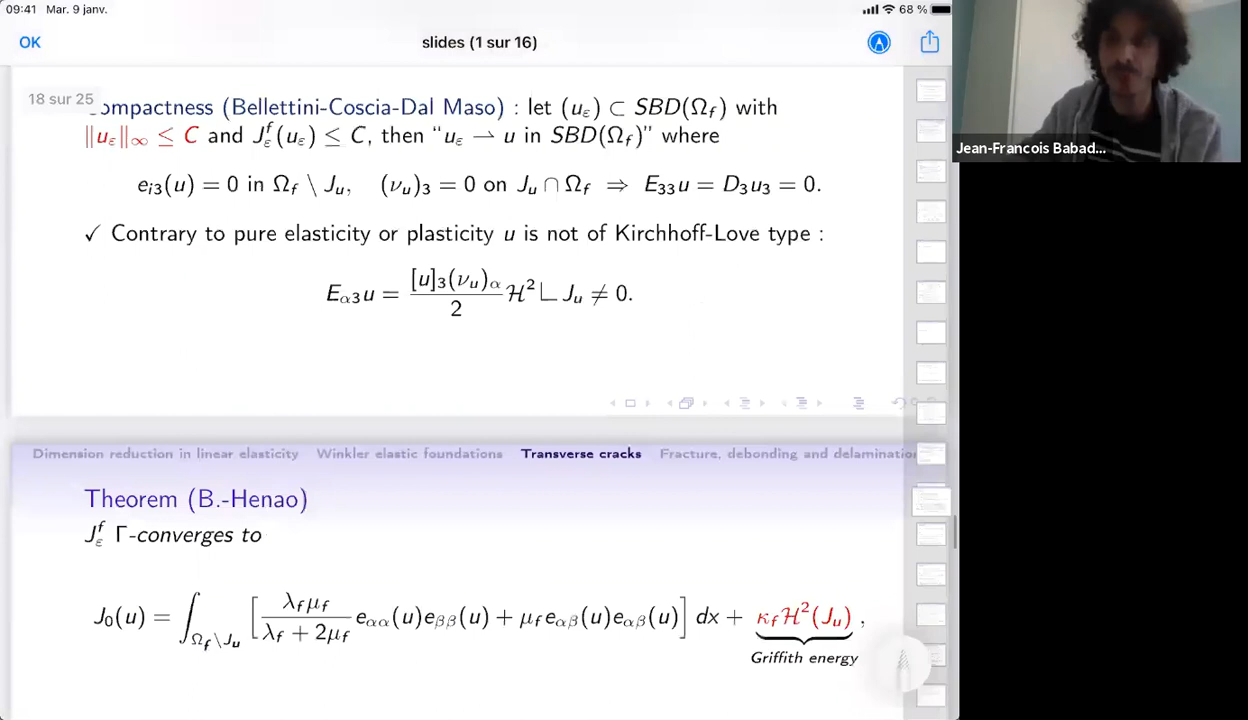 09:41 Mar. 9 janv.
68 %
OK
slides (1 sur 16)
18 sur 25
ompactness (Bellettini-Coscia-Dal Maso) : let (u_ε) ⊂ SBD(Ω_f) with
‖u_ε‖_∞ ≤ C and J_ε^f(u_ε) ≤ C, then “u_ε ⇀ u in SBD(Ω_f)” where
e_{i3}(u) = 0 in Ω_f \ J_u, (ν_u)_3 = 0 on J_u ∩ Ω_f ⇒ E_{33}u = D_3u_3 = 0.
✓ Contrary to pure elasticity or plasticity u is not of Kirchhoff-Love type :
E_{α3}u = [u]_3(ν_u)_α / 2 ℋ^2 ∟ J_u ≠ 0.
Jean-Francois Babad...
Dimension reduction in linear elasticity Winkler elastic foundations Transverse cracks Fracture, debonding and delaminatio
Theorem (B.-Henao)
J_ε^f Γ-converges to
J_0(u) = ∫_{Ω_f\J_u} [ λ_f μ_f / (λ_f + 2μ_f) e_{αα}(u)e_{ββ}(u) + μ_f e_{αβ}(u)e_{αβ}(u) ] dx + κ_f ℋ^2(J_u) ,
Griffith energy